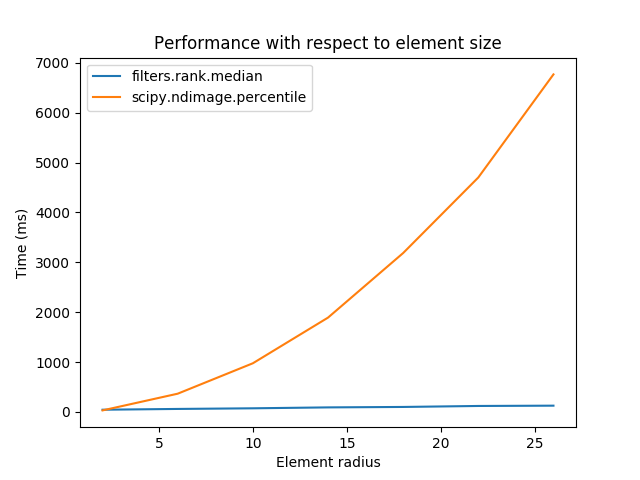 Performance with respect to element size
filters.rank.median
scipy.ndimage.percentile
Time (ms)
7000
6000
5000
4000
3000
2000
1000
0
5
10
15
20
25
Element radius